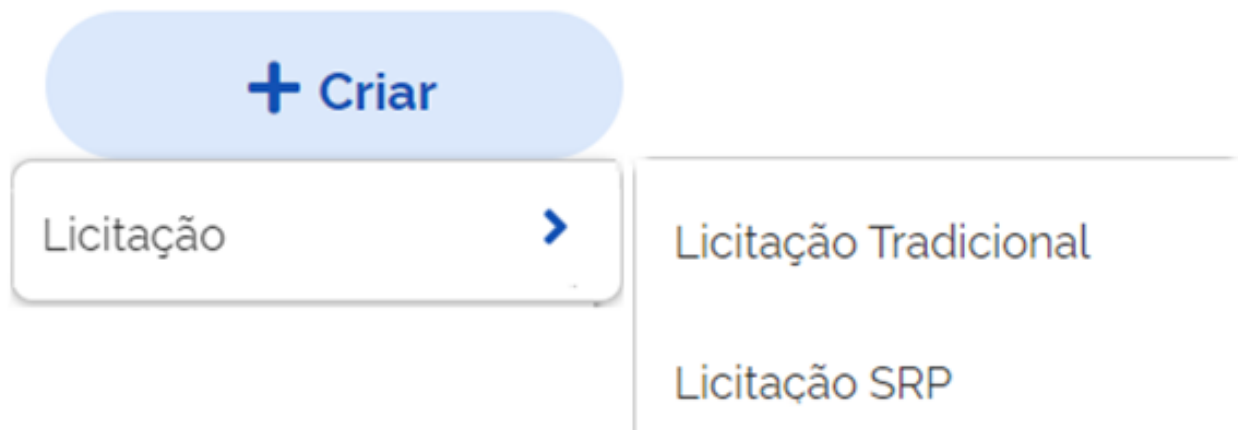 + Criar
Licitação
Licitação Tradicional
Licitação SRP